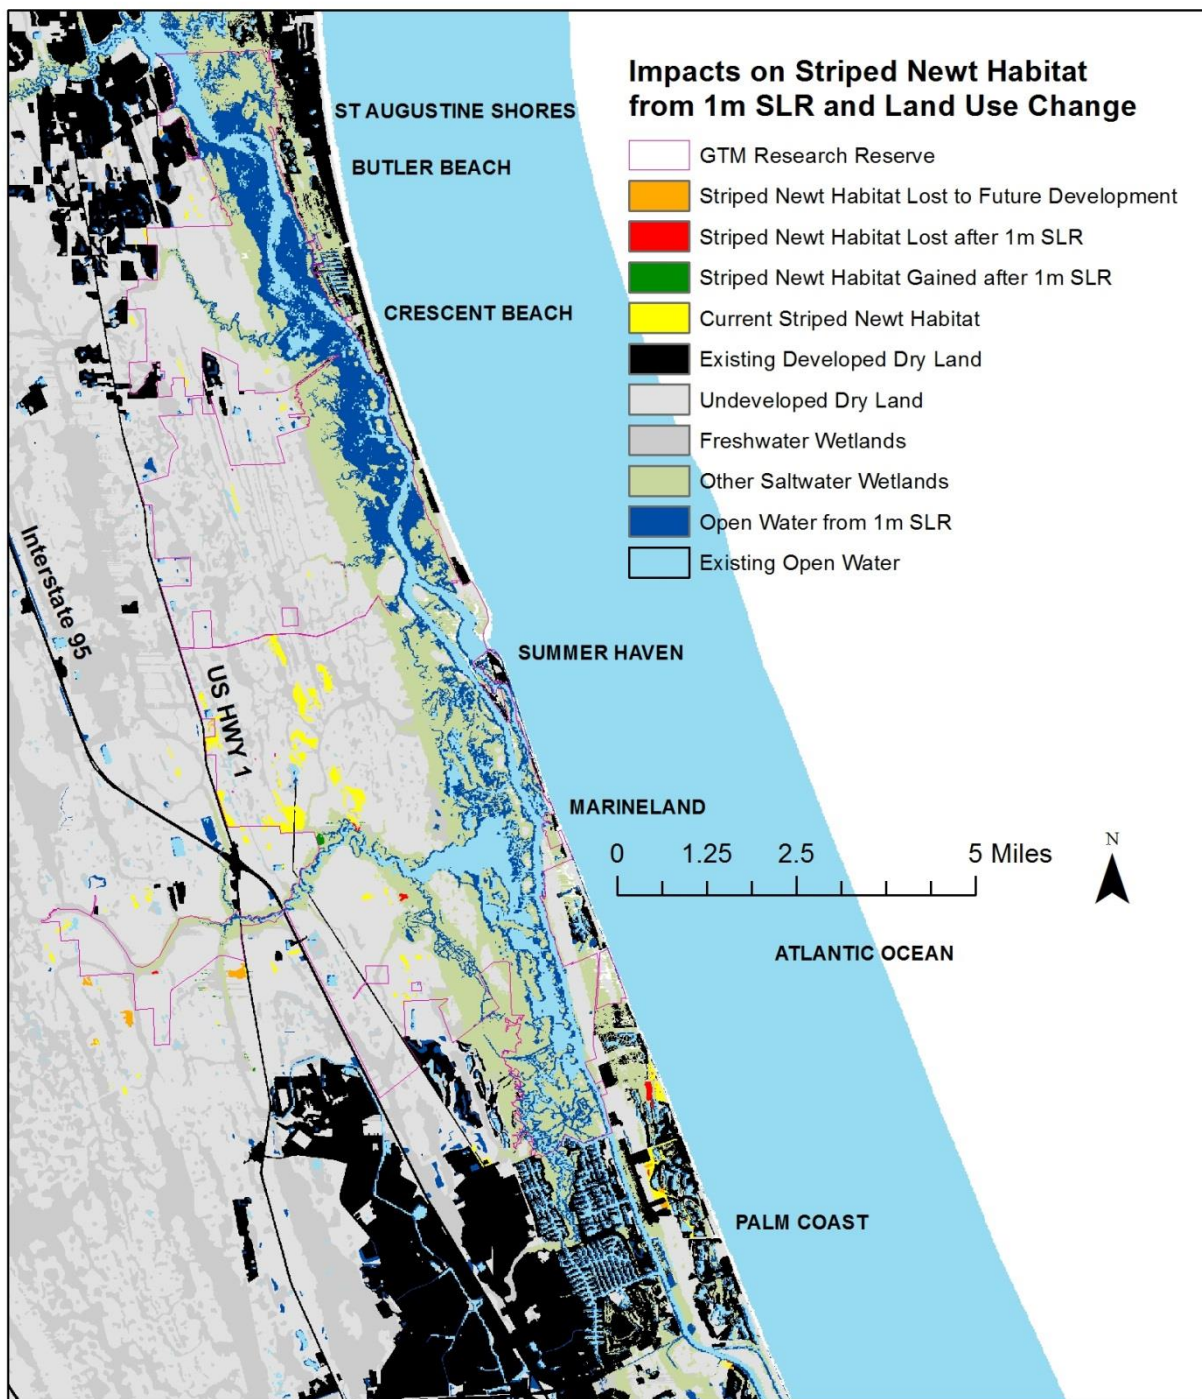 Impacts on Striped Newt Habitat
from 1m SLR and Land Use Change
GTM Research Reserve
Striped Newt Habitat Lost to Future Development
Striped Newt Habitat Lost after 1m SLR
Striped Newt Habitat Gained after 1m SLR
Current Striped Newt Habitat
Existing Developed Dry Land
Undeveloped Dry Land
Freshwater Wetlands
Other Saltwater Wetlands
Open Water from 1m SLR
Existing Open Water
ST AUGUSTINE SHORES
BUTLER BEACH
CRESCENT BEACH
Interstate 95
US HWY 1
SUMMER HAVEN
MARINELAND
0 1.25 2.5 5 Miles
N
ATLANTIC OCEAN
PALM COAST